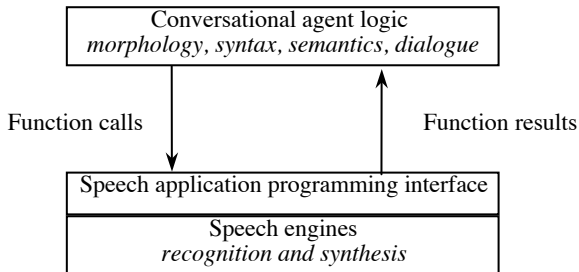 Conversational agent logic
morphology, syntax, semantics, dialogue
Function calls
Function results
Speech application programming interface
Speech engines
recognition and synthesis